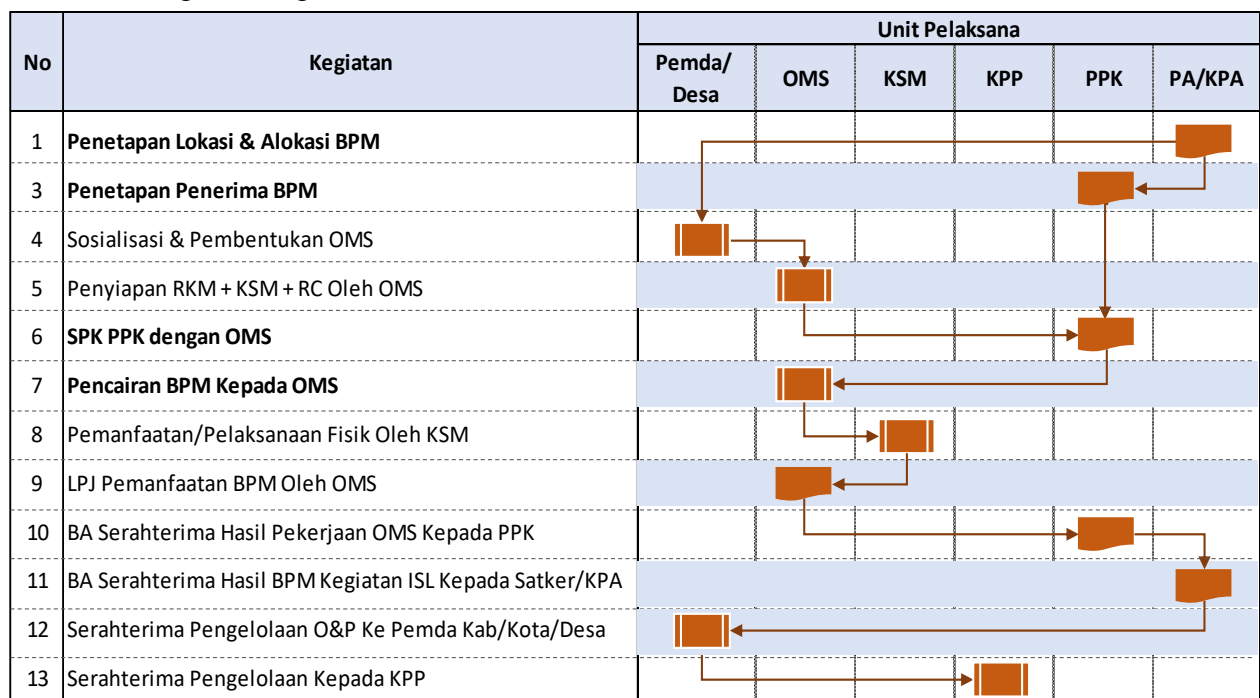 No Kegiatan Unit Pelaksana
Pemda/ Desa OMS KSM KPP PPK PA/KPA
1 Penetapan Lokasi & Alokasi BPM
3 Penetapan Penerima BPM
4 Sosialisasi & Pembentukan OMS
5 Penyiapan RKM + KSM + RC Oleh OMS
6 SPK PPK dengan OMS
7 Pencairan BPM Kepada OMS
8 Pemanfaatan/Pelaksanaan Fisik Oleh KSM
9 LPJ Pemanfaatan BPM Oleh OMS
10 BA Serahterima Hasil Pekerjaan OMS Kepada PPK
11 BA Serahterima Hasil BPM Kegiatan ISL Kepada Satker/KPA
12 Serahterima Pengelolaan O&P Ke Pemda Kab/Kota/Desa
13 Serahterima Pengelolaan Kepada KPP